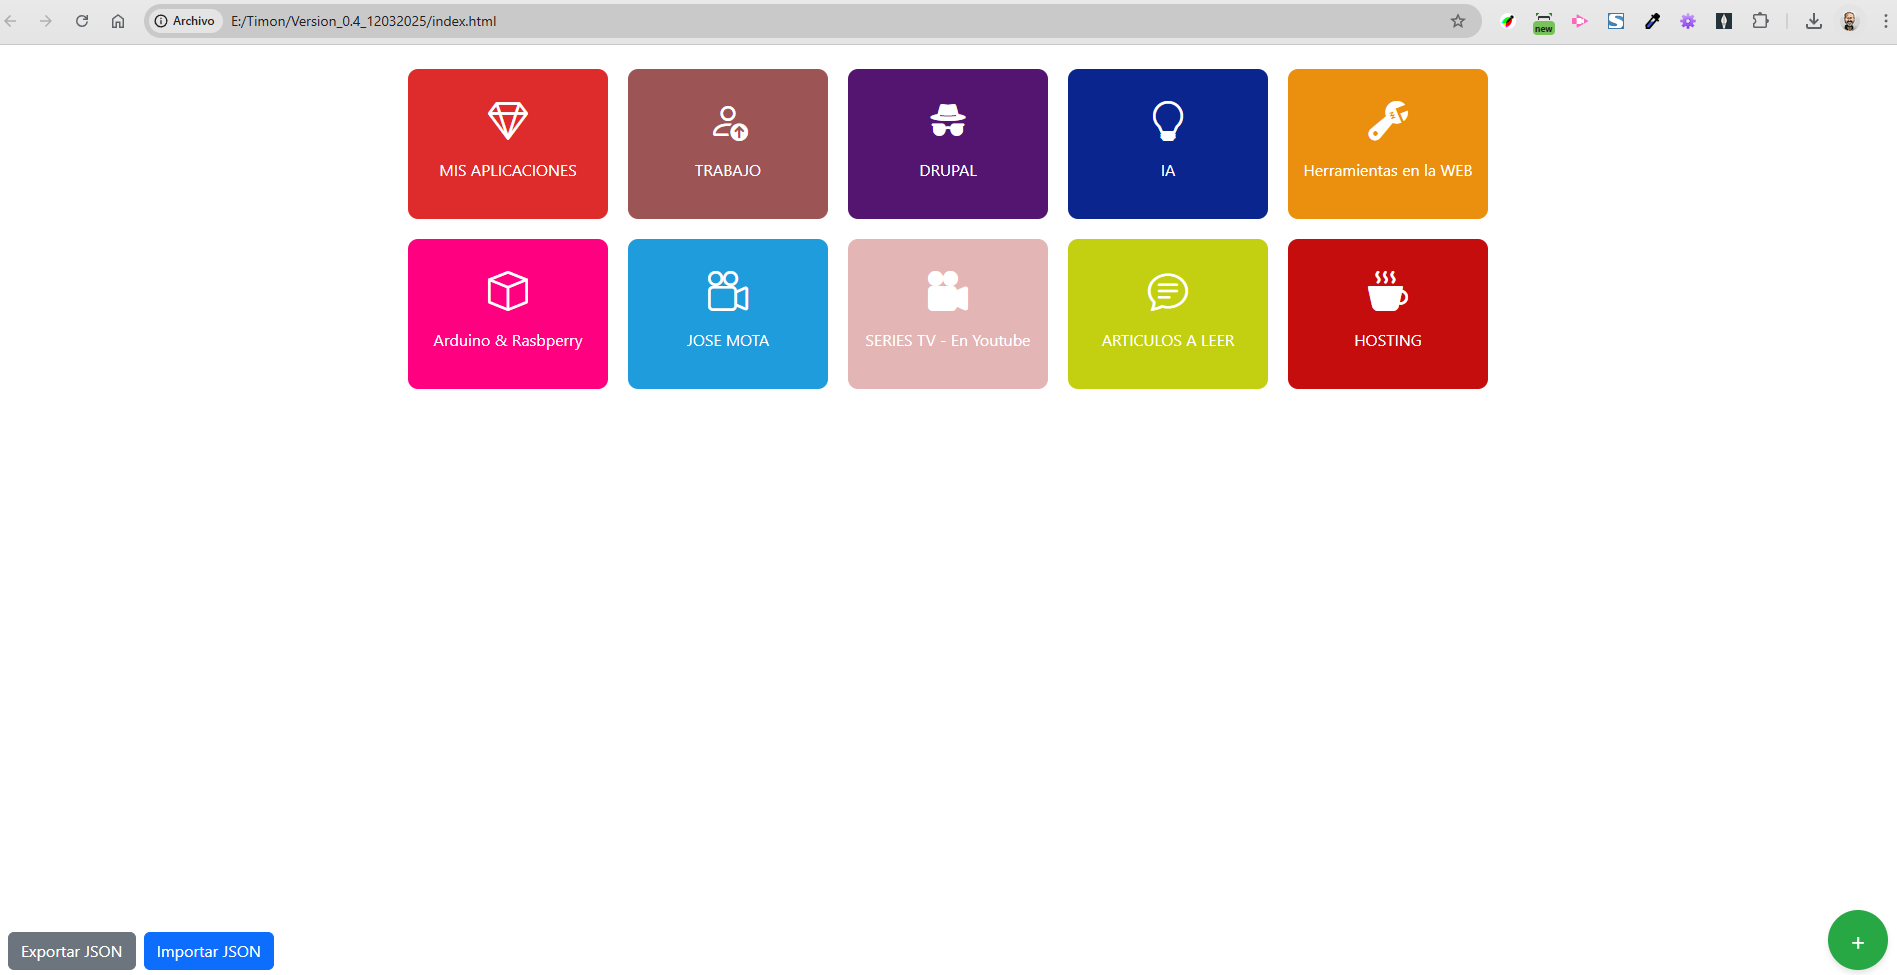 Archivo E:/Timon/Version_0.4_12032025/index.html
new
MIS APLICACIONES
TRABAJO
DRUPAL
IA
Herramientas en la WEB
Arduino & Rasbperry
JOSE MOTA
SERIES TV - En Youtube
ARTICULOS A LEER
HOSTING
Exportar JSON
Importar JSON
+